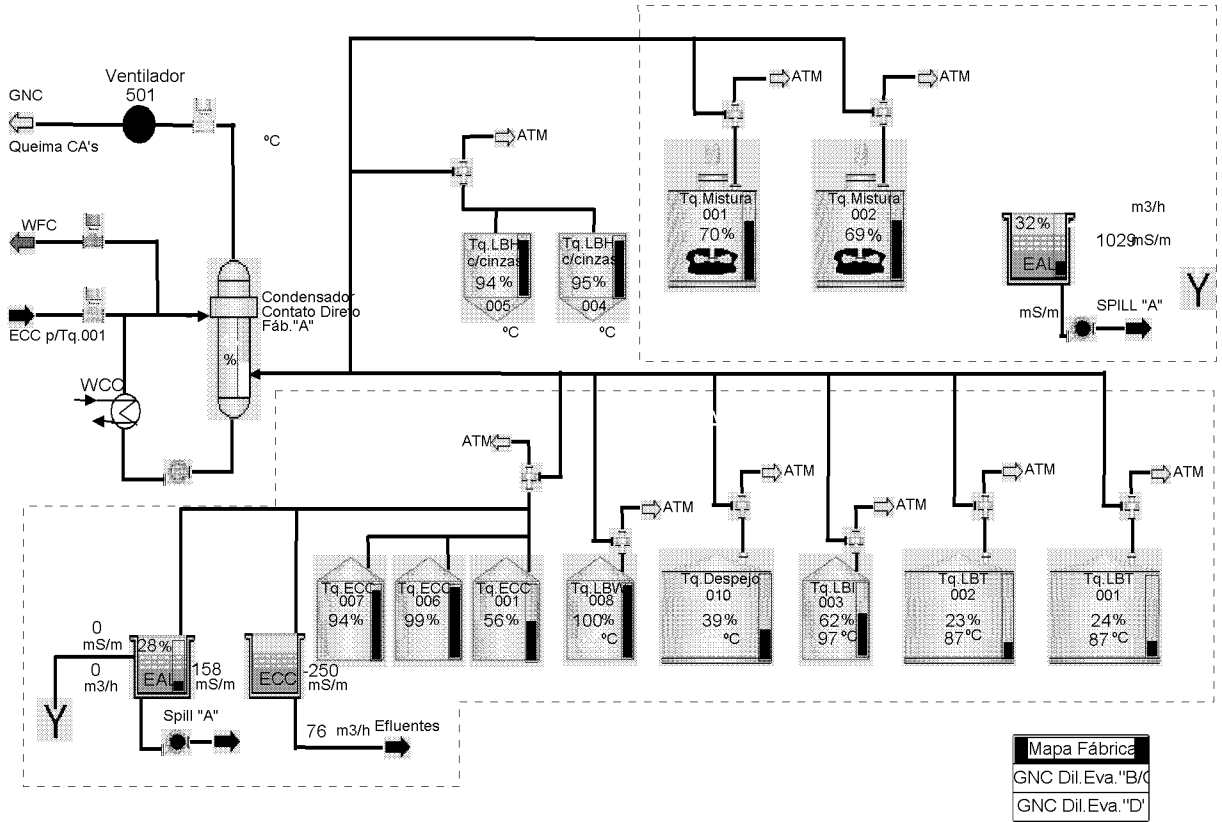 Ventilador
501
GNC
Queima CA's
ºC
WFC
ECC p/Tq.001
Condensador
Contato Direto
Fáb."A"
%
WCC
ATM
ATM
ATM
Tq.LBH
c/cinzas
94%
005
ºC
Tq.LBH
c/cinzas
95%
004
ºC
Tq.Mistura
001
70%
Tq.Mistura
002
69%
32%
EAL
m3/h
1029 mS/m
mS/m
SPILL "A"
Y
ATM
ATM
ATM
ATM
ATM
ATM
Tq.ECC
007
94%
Tq.ECC
006
99%
Tq.ECC
001
56%
Tq.LBW
008
100%
ºC
Tq.Despejo
010
39%
ºC
Tq.LBI
003
62%
97ºC
Tq.LBT
002
23%
87ºC
Tq.LBT
001
24%
87ºC
0
mS/m
0
m3/h
28%
EAL
158
mS/m
ECC
-250
mS/m
Y
Spill "A"
76 m3/h Efluentes
Mapa Fábrica
GNC Dil.Eva."B/C
GNC Dil.Eva."D"